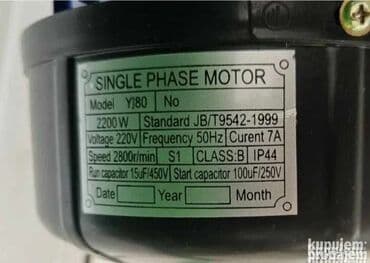 SINGLE PHASE MOTOR
Model YJ80 No
2200W Standard JB/T9542-1999
Voltage 220V Frequency 50Hz Curent 7A
Speed 2800r/min S1 CLASS:B IP44
Run capacitor 15uF/450V Start capacitor 100uF/250V
Date Year Month
kupujem
prodajem